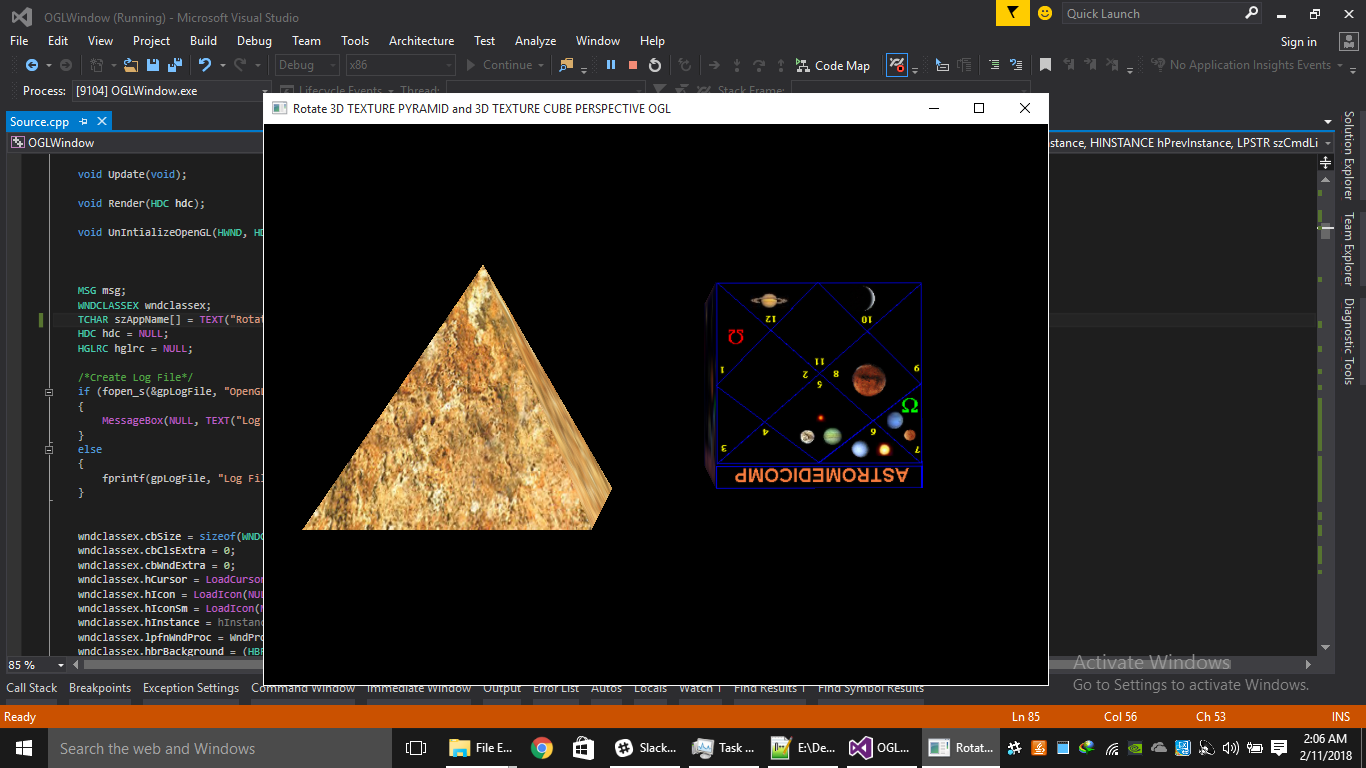 OGLWindow (Running) - Microsoft Visual Studio
Quick Launch
File Edit View Project Build Debug Team Tools Architecture Test Analyze Window Help
Sign in
Debug x86 Continue Code Map No Application Insights Events
Process: [9104] OGLWindow.exe Lifecycle Events Thread: Stack Frame:
Rotate 3D TEXTURE PYRAMID and 3D TEXTURE CUBE PERSPECTIVE OGL
Source.cpp
OGLWindow
stance, HINSTANCE hPrevInstance, LPSTR szCmdLi
Solution Explorer
Team Explorer
Diagnostic Tools
void Update(void);
void Render(HDC hdc);
void UnIntializeOpenGL(HWND, HD
MSG msg;
WNDCLASSEX wndclassex;
TCHAR szAppName[] = TEXT("Rotat
HDC hdc = NULL;
HGLRC hglrc = NULL;
/*Create Log File*/
if (fopen_s(&gpLogFile, "OpenGL
{
MessageBox(NULL, TEXT("Log
}
else
{
fprintf(gpLogFile, "Log Fil
}
wndclassex.cbSize = sizeof(WNDC
wndclassex.cbClsExtra = 0;
wndclassex.cbWndExtra = 0;
wndclassex.hCursor = LoadCursor
wndclassex.hIcon = LoadIcon(NUL
wndclassex.hIconSm = LoadIcon(N
wndclassex.hInstance = hInstanc
wndclassex.lpfnWndProc = WndPro
wndclassex.hbrBackground = (HBR
12 10
Ω
11
1 2 8 9
5
Ω
4 6
3 7
ASTROMEDICOMP
85 %
Activate Windows
Go to Settings to activate Windows.
Call Stack Breakpoints Exception Settings Command Window Immediate Window Output Error List Autos Locals Watch 1 Find Results 1 Find Symbol Results
Ready Ln 85 Col 56 Ch 53 INS
Search the web and Windows
File E... Slack... Task ... E:\De... OGL... Rotat...
2:06 AM
2/11/2018